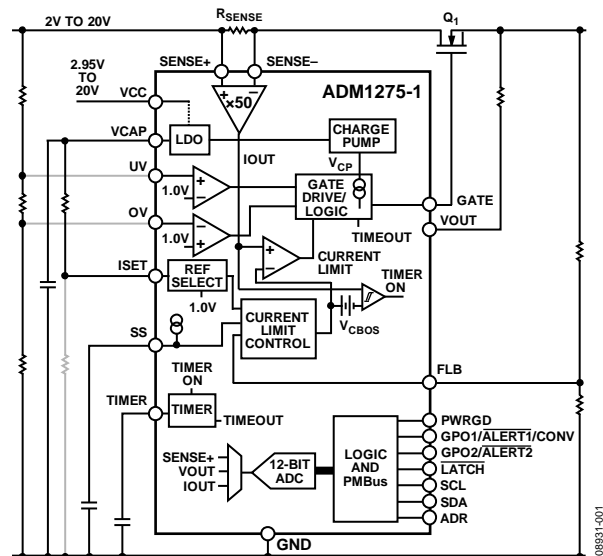 2V TO 20V
RSENSE
Q1
SENSE+
SENSE–
2.95V
TO
20V
VCC
ADM1275-1
×50
VCAP
LDO
CHARGE
PUMP
IOUT
VCP
UV
1.0V
GATE
DRIVE/
LOGIC
GATE
OV
1.0V
VOUT
TIMEOUT
CURRENT
LIMIT
ISET
REF
SELECT
1.0V
TIMER
ON
VCBOS
SS
CURRENT
LIMIT
CONTROL
FLB
TIMER
ON
TIMER
TIMER
TIMEOUT
PWRGD
GPO1/ALERT1/CONV
GPO2/ALERT2
LATCH
SCL
SDA
ADR
SENSE+
VOUT
IOUT
12-BIT
ADC
LOGIC
AND
PMBus
GND
08931-001